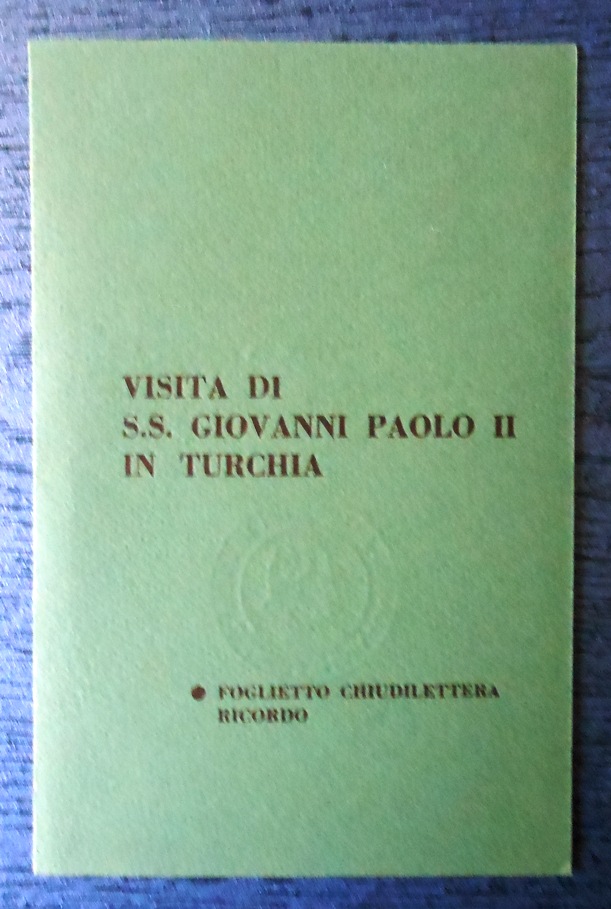 VISITA DI
S.S. GIOVANNI PAOLO II
IN TURCHIA
● FOGLIETTO CHIUDILETTERA
RICORDO